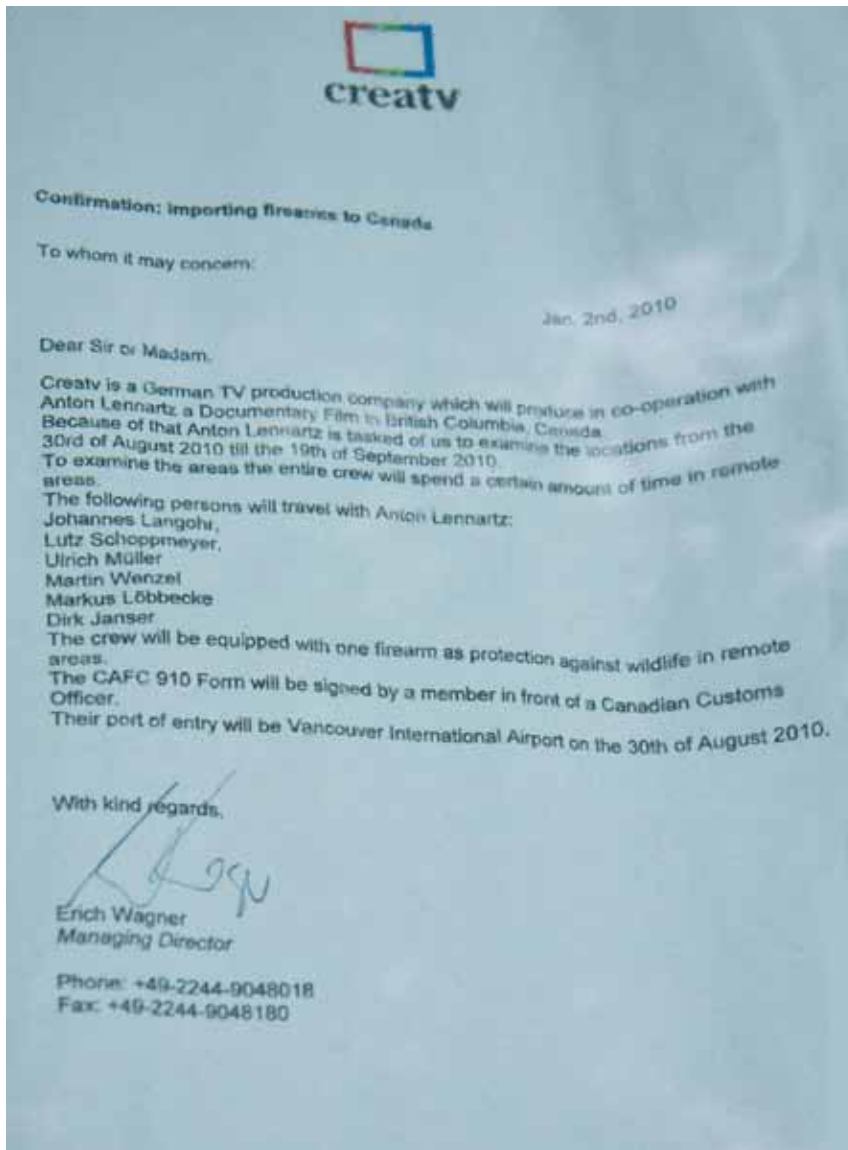 creatv
Confirmation: Importing firearms to Canada
To whom it may concern:
Jan. 2nd, 2010
Dear Sir or Madam,
Creatv is a German TV production company which will produce in co-operation with
Anton Lennartz a Documentary Film in British Columbia, Canada.
Because of that Anton Lennartz is tasked of us to examine the locations from the
30rd of August 2010 till the 19th of September 2010.
To examine the areas the entire crew will spend a certain amount of time in remote
areas.
The following persons will travel with Anton Lennartz:
Johannes Langohr,
Lutz Schoppmeyer,
Ulrich Müller
Martin Wenzel
Markus Löbbecke
Dirk Janser
The crew will be equipped with one firearm as protection against wildlife in remote
areas.
The CAFC 910 Form will be signed by a member in front of a Canadian Customs
Officer.
Their port of entry will be Vancouver International Airport on the 30th of August 2010.
With kind regards,
Erich Wagner
Managing Director
Phone: +49-2244-9048018
Fax: +49-2244-9048180